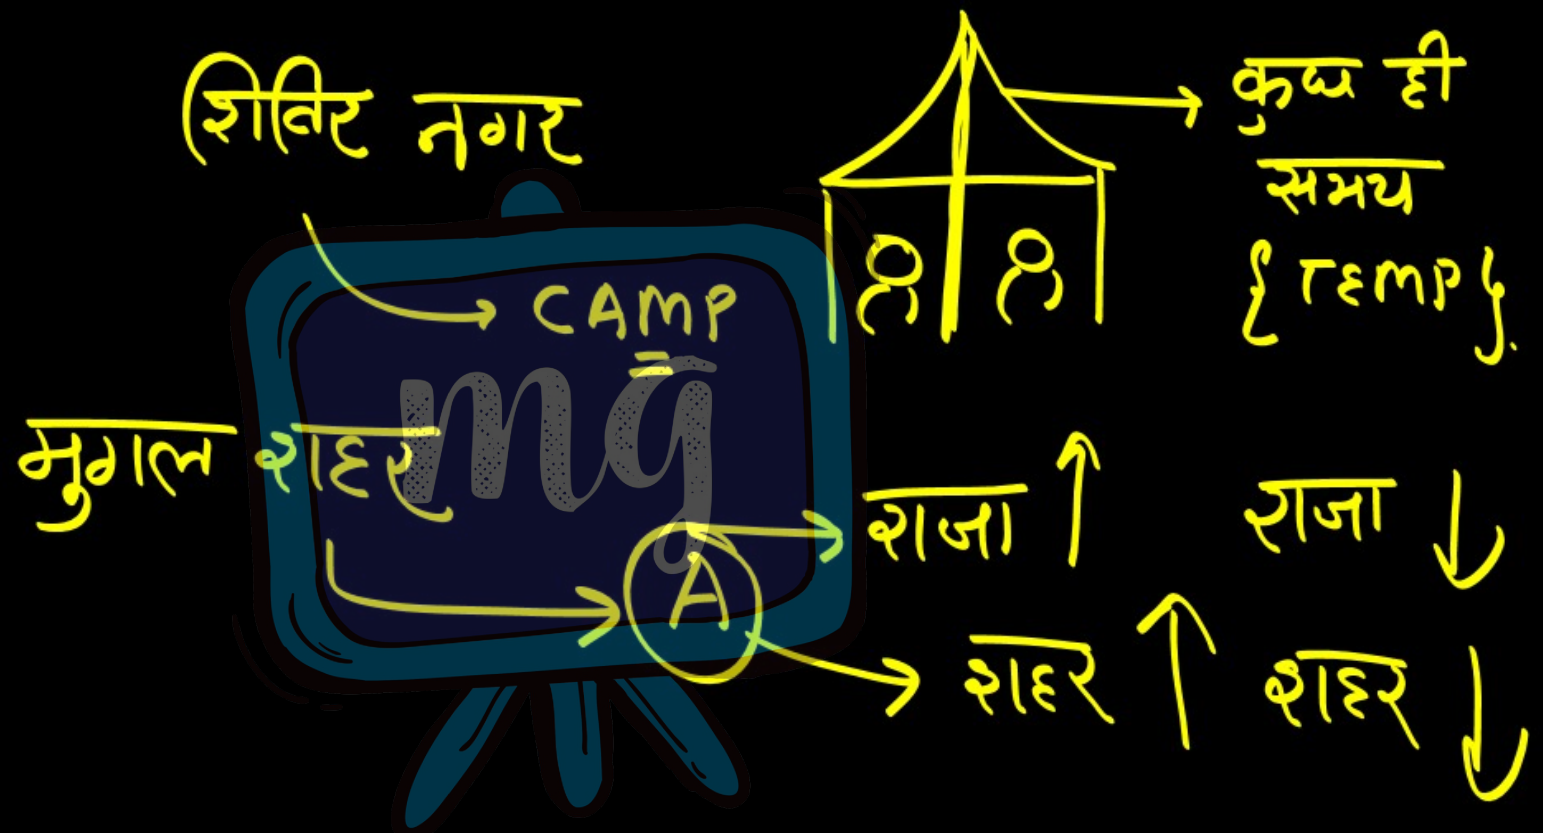 शिविर नगर
CAMP
कुछ ही
समय
{TEMP}.
mg
मुगल शहर
A
राजा ↑ राजा ↓
शहर ↑ शहर ↓